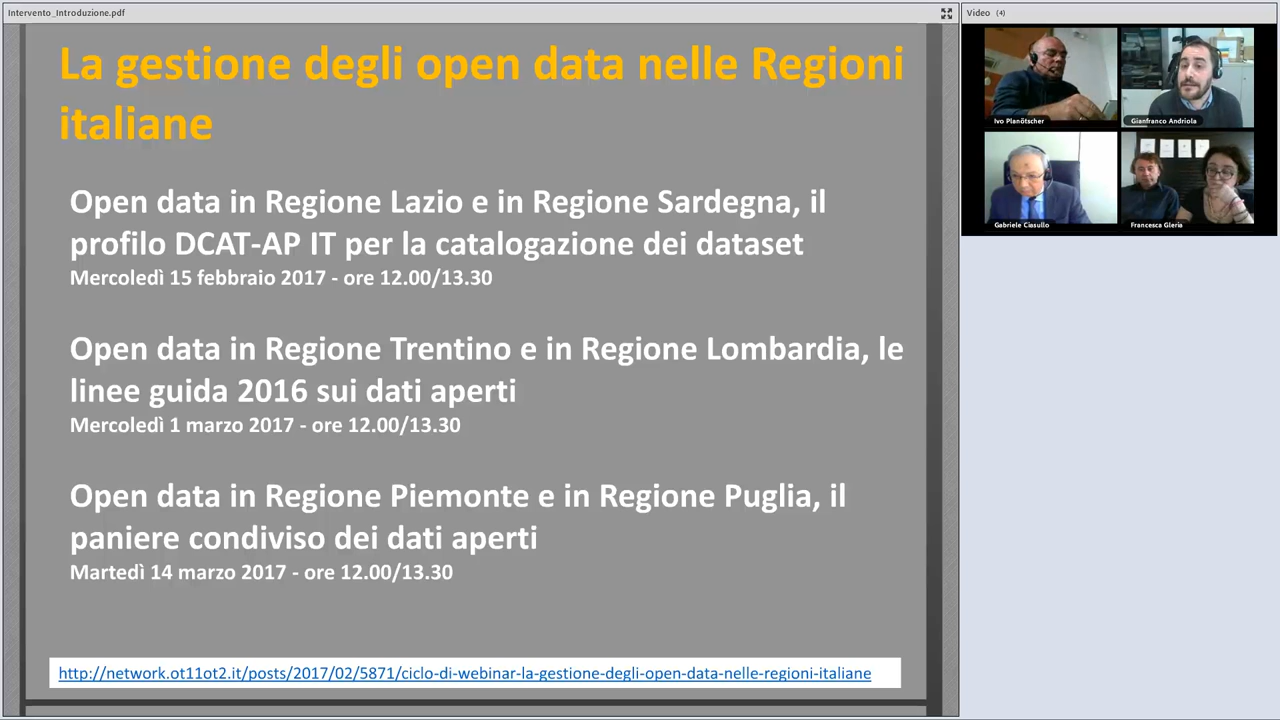 Intervento_Introduzione.pdf
La gestione degli open data nelle Regioni
italiane
Open data in Regione Lazio e in Regione Sardegna, il
profilo DCAT-AP IT per la catalogazione dei dataset
Mercoledì 15 febbraio 2017 - ore 12.00/13.30
Open data in Regione Trentino e in Regione Lombardia, le
linee guida 2016 sui dati aperti
Mercoledì 1 marzo 2017 - ore 12.00/13.30
Open data in Regione Piemonte e in Regione Puglia, il
paniere condiviso dei dati aperti
Martedì 14 marzo 2017 - ore 12.00/13.30
http://network.ot11ot2.it/posts/2017/02/5871/ciclo-di-webinar-la-gestione-degli-open-data-nelle-regioni-italiane
Video (4)
Ivo Planötscher
Gianfranco Andriola
Gabriele Ciasullo
Francesca Gleria